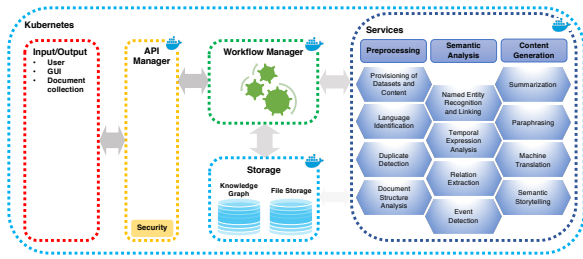 Kubernetes
Input/Output
• User
• GUI
• Document
collection
API
Manager
Security
Workflow Manager
Storage
Knowledge
Graph
File Storage
Services
Preprocessing
Provisioning of
Datasets and
Content
Language
Identification
Duplicate
Detection
Document
Structure
Analysis
Semantic
Analysis
Named Entity
Recognition
and Linking
Temporal
Expression
Analysis
Relation
Extraction
Event
Detection
Content
Generation
Summarization
Paraphrasing
Machine
Translation
Semantic
Storytelling